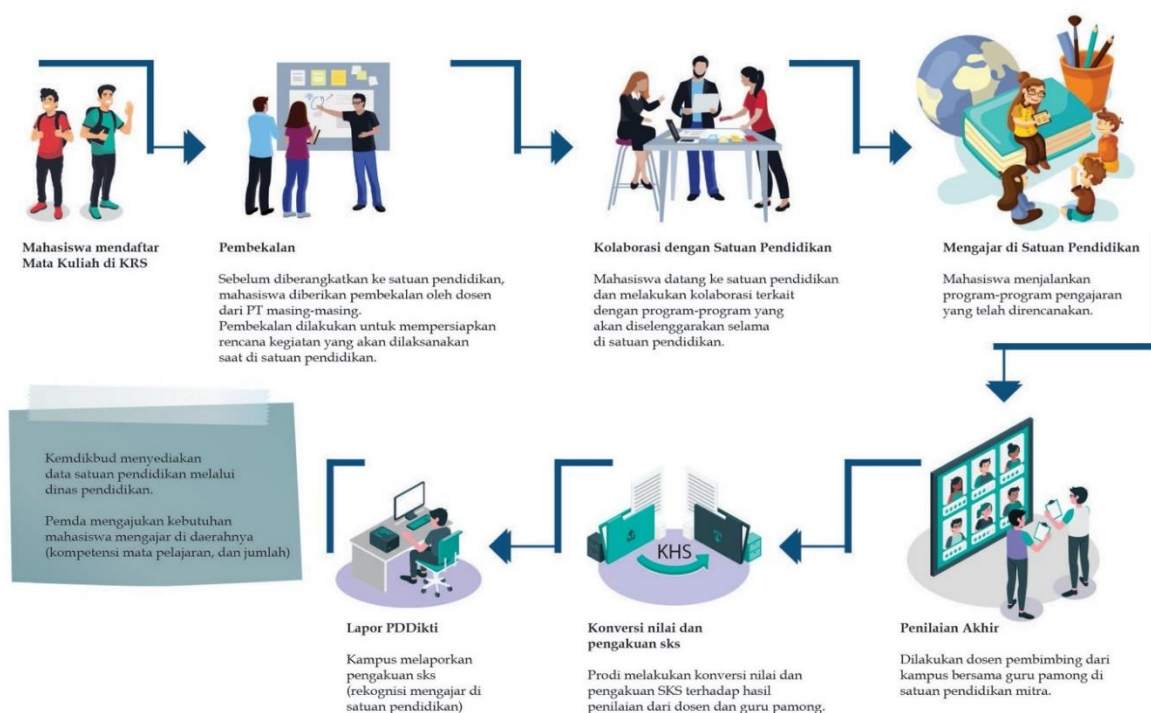 Mahasiswa mendaftar
Mata Kuliah di KRS
Pembekalan
Sebelum diberangkatkan ke satuan pendidikan,
mahasiswa diberikan pembekalan oleh dosen
dari PT masing-masing.
Pembekalan dilakukan untuk mempersiapkan
rencana kegiatan yang akan dilaksanakan
saat di satuan pendidikan.
Kolaborasi dengan Satuan Pendidikan
Mahasiswa datang ke satuan pendidikan
dan melakukan kolaborasi terkait
dengan program-program yang
akan diselenggarakan selama
di satuan pendidikan.
Mengajar di Satuan Pendidikan
Mahasiswa menjalankan
program-program pengajaran
yang telah direncanakan.
Penilaian Akhir
Dilakukan dosen pembimbing dari
kampus bersama guru pamong di
satuan pendidikan mitra.
KHS
Konversi nilai dan
pengakuan sks
Prodi melakukan konversi nilai dan
pengakuan SKS terhadap hasil
penilaian dari dosen dan guru pamong.
Lapor PDDikti
Kampus melaporkan
pengakuan sks
(rekognisi mengajar di
satuan pendidikan)
Kemdikbud menyediakan
data satuan pendidikan melalui
dinas pendidikan.
Pemda mengajukan kebutuhan
mahasiswa mengajar di daerahnya
(kompetensi mata pelajaran, dan jumlah)